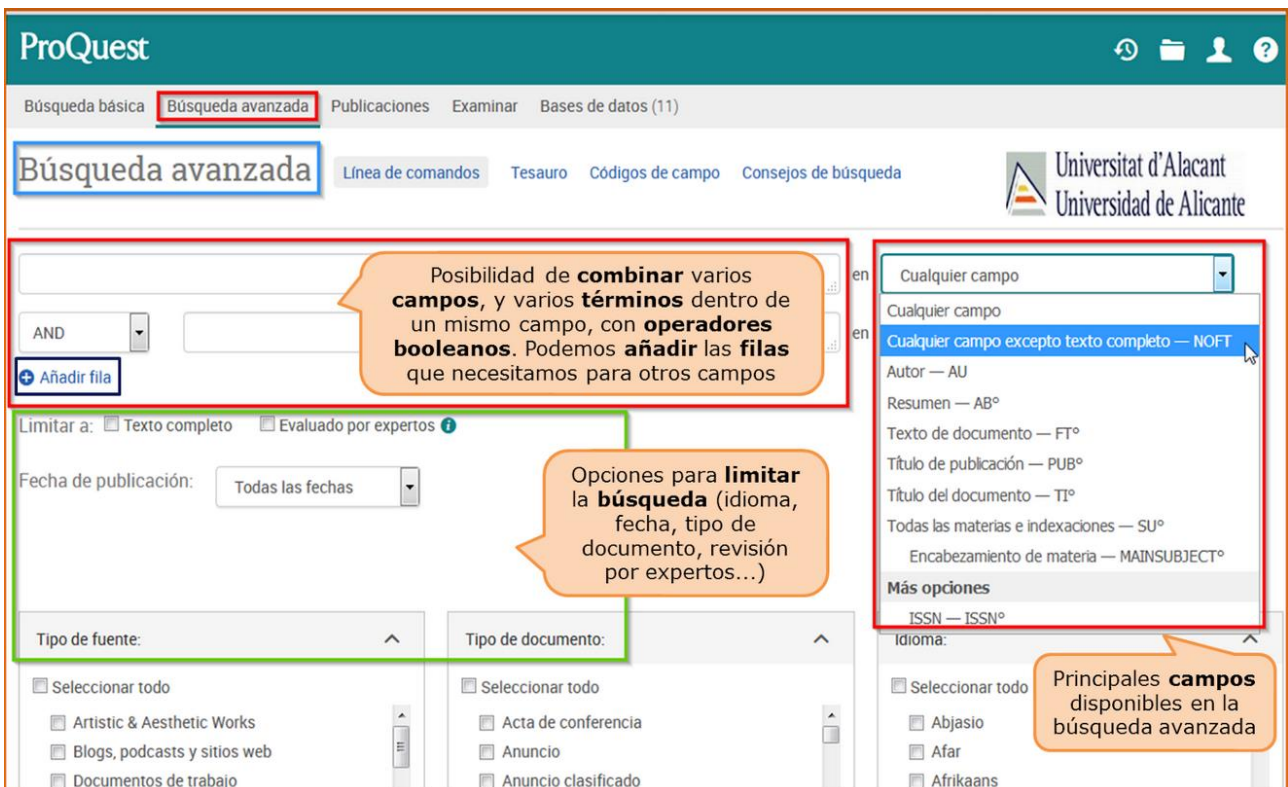 ProQuest
Búsqueda básica Búsqueda avanzada Publicaciones Examinar Bases de datos (11)
Búsqueda avanzada Línea de comandos Tesauro Códigos de campo Consejos de búsqueda
Universitat d'Alacant
Universidad de Alicante
Posibilidad de combinar varios
campos, y varios términos dentro de
un mismo campo, con operadores
booleanos. Podemos añadir las filas
que necesitamos para otros campos
en Cualquier campo
AND
en
Añadir fila
Cualquier campo
Cualquier campo excepto texto completo — NOFT
Autor — AU
Resumen — ABº
Texto de documento — FTº
Título de publicación — PUBº
Título del documento — TIº
Todas las materias e indexaciones — SUº
Encabezamiento de materia — MAINSUBJECTº
Más opciones
ISSN — ISSNº
Limitar a: Texto completo Evaluado por expertos
Fecha de publicación: Todas las fechas
Opciones para limitar
la búsqueda (idioma,
fecha, tipo de
documento, revisión
por expertos...)
Principales campos
disponibles en la
búsqueda avanzada
Tipo de fuente:
Seleccionar todo
Artistic & Aesthetic Works
Blogs, podcasts y sitios web
Documentos de trabajo
Tipo de documento:
Seleccionar todo
Acta de conferencia
Anuncio
Anuncio clasificado
Idioma:
Seleccionar todo
Abjasio
Afar
Afrikaans